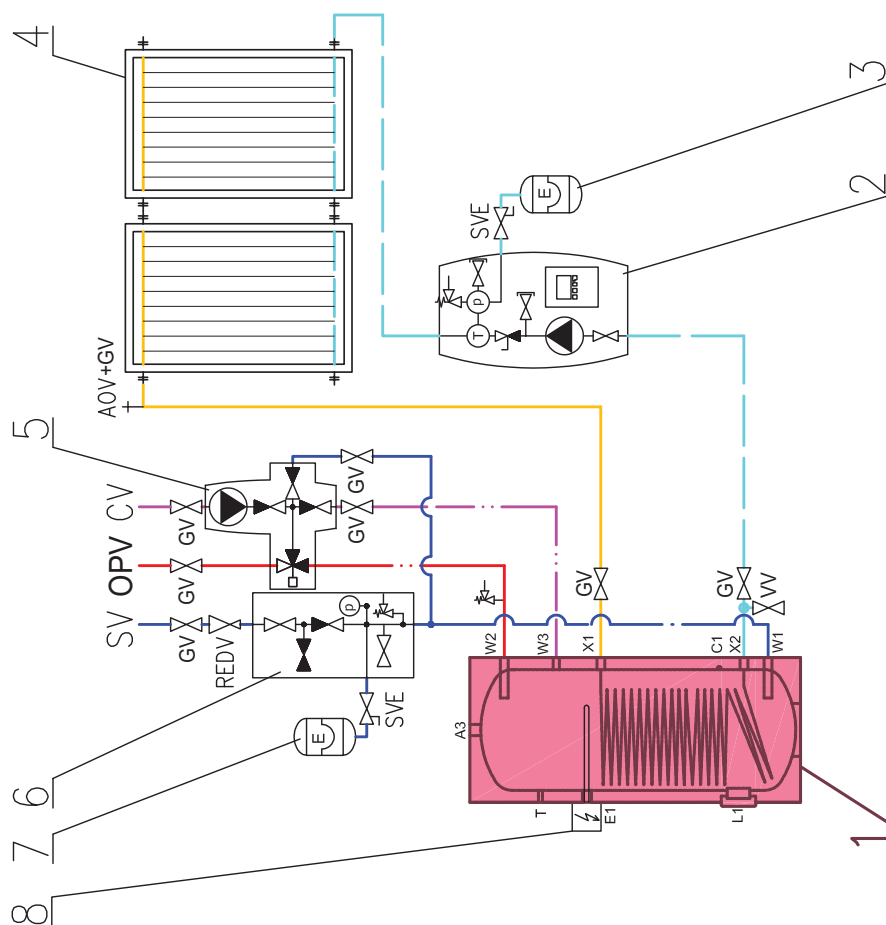 4
3
2
5
6
7
8
1
SV
OPV
CV
AOV+GV
GV
GV
GV
REDV
GV
GV
SVE
E
p
SVE
E
p
T
GV
GV
VV
W2
W3
X1
C1
X2
W1
A3
T
E1
L1